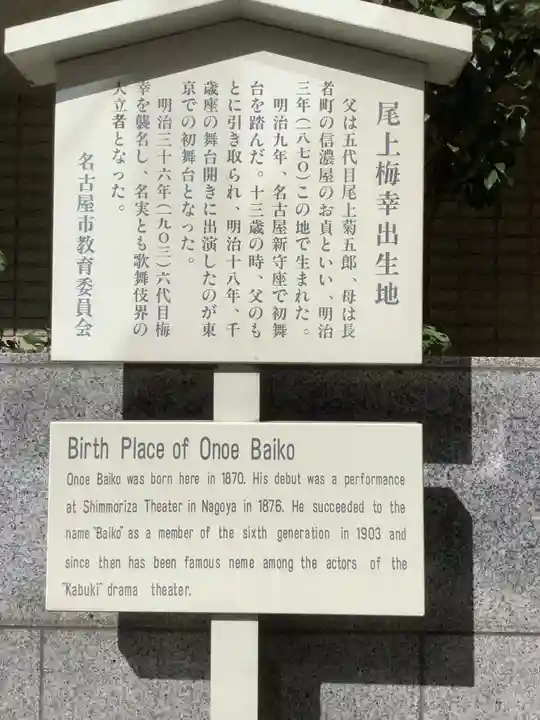 尾上梅幸出生地
父は五代目尾上菊五郎、母は長
者町の信濃屋のお貞といい、明治
三年(一八七〇)この地で生まれた。
明治九年、名古屋新守座で初舞
台を踏んだ。十三歳の時、父のも
とに引き取られ、明治十八年、千
歳座の舞台開きに出演したのが東
京での初舞台となった。
明治三十六年(一九〇三)六代目梅
幸を襲名し、名実とも歌舞伎界の
大立者となった。
名古屋市教育委員会
Birth Place of Onoe Baiko
Onoe Baiko was born here in 1870. His debut was a performance
at Shimmoriza Theater in Nagoya in 1876. He succeeded to the
name "Baiko" as a member of the sixth generation in 1903 and
since then has been famous neme among the actors of the
"Kabuki" drama theater.